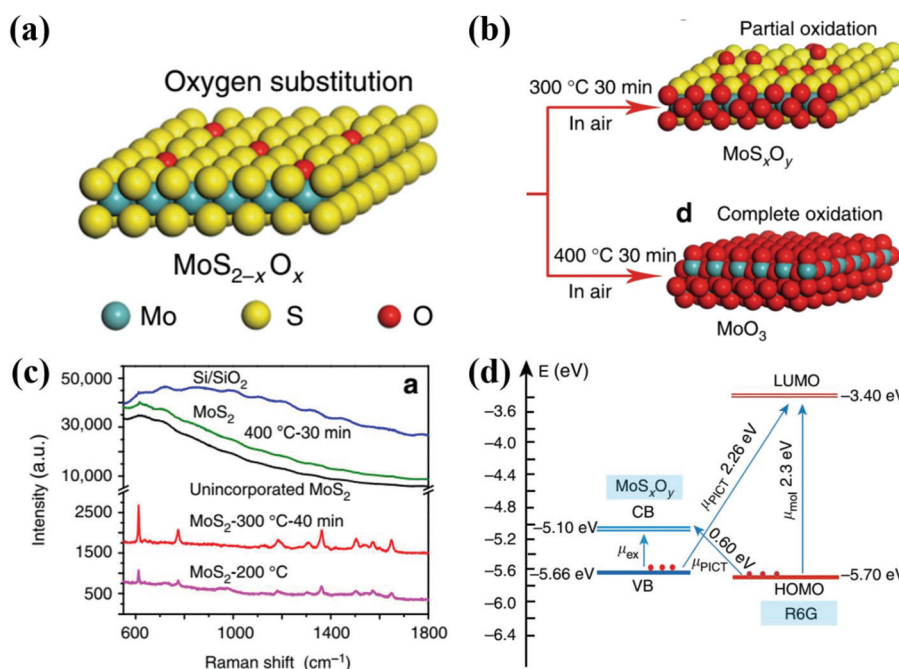 (a)
Oxygen substitution
MoS₂₋ₓOₓ
Mo S O
(b)
Partial oxidation
300 °C 30 min
In air
MoSₓOᵧ
d Complete oxidation
400 °C 30 min
In air
MoO₃
(c)
a
Si/SiO₂
MoS₂
400 °C-30 min
Unincorporated MoS₂
MoS₂-300 °C-40 min
MoS₂-200 °C
50,000
30,000
10,000
2500
1500
500
Intensity (a.u.)
600 1000 1400 1800
Raman shift (cm⁻¹)
(d)
E (eV)
−3.6
−4.0
−4.4
−4.8
−5.2
−5.6
−6.0
−6.4
LUMO
−3.40 eV
μPICT 2.26 eV
μmol 2.3 eV
MoSₓOᵧ
CB
−5.10 eV
μex
μPICT
0.60 eV
−5.66 eV
VB
HOMO
−5.70 eV
R6G